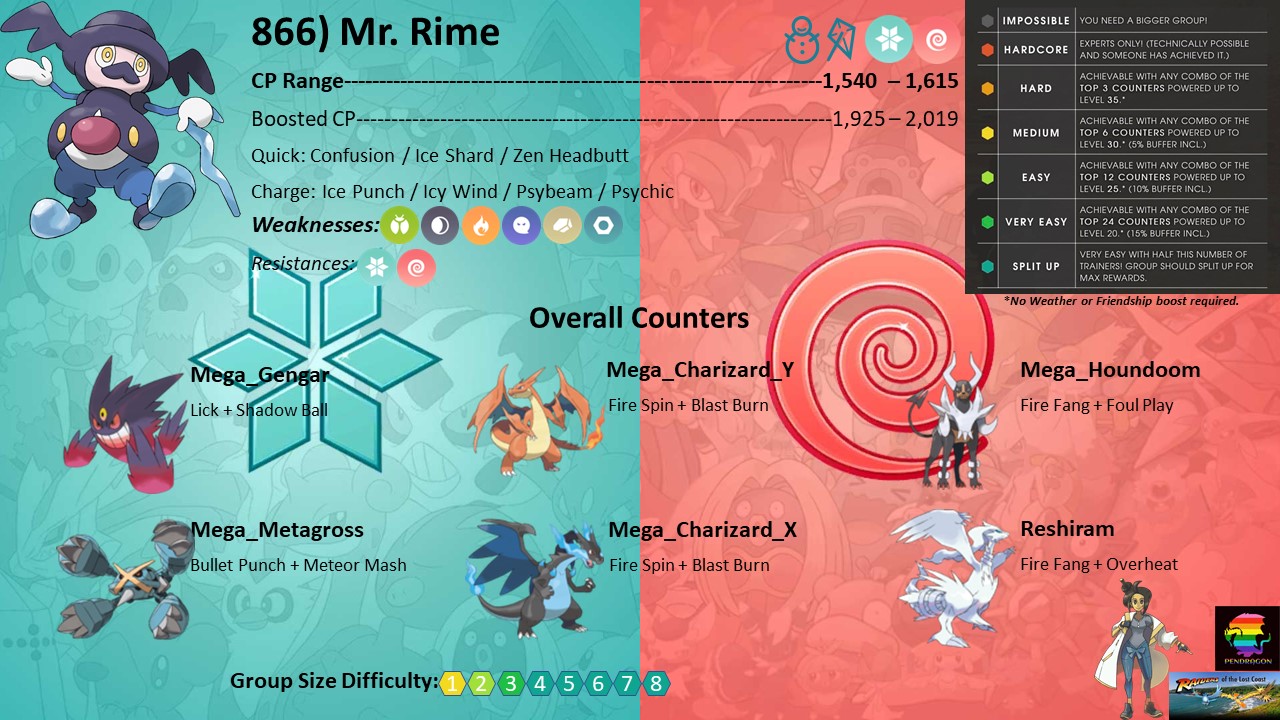 866) Mr. Rime
CP Range--------------------------------------------------------------------1,540 – 1,615
Boosted CP--------------------------------------------------------------------1,925 – 2,019
Quick: Confusion / Ice Shard / Zen Headbutt
Charge: Ice Punch / Icy Wind / Psybeam / Psychic
Weaknesses:
Resistances:
IMPOSSIBLE YOU NEED A BIGGER GROUP!
HARDCORE EXPERTS ONLY! (TECHNICALLY POSSIBLE
AND SOMEONE HAS ACHIEVED IT.)
HARD ACHIEVABLE WITH ANY COMBO OF THE
TOP 3 COUNTERS POWERED UP TO
LEVEL 35.*
MEDIUM ACHIEVABLE WITH ANY COMBO OF THE
TOP 6 COUNTERS POWERED UP TO
LEVEL 30.* (5% BUFFER INCL.)
EASY ACHIEVABLE WITH ANY COMBO OF THE
TOP 12 COUNTERS POWERED UP TO
LEVEL 25.* (10% BUFFER INCL.)
VERY EASY ACHIEVABLE WITH ANY COMBO OF THE
TOP 24 COUNTERS POWERED UP TO
LEVEL 20.* (15% BUFFER INCL.)
SPLIT UP VERY EASY WITH HALF THIS NUMBER OF
TRAINERS! GROUP SHOULD SPLIT UP FOR
MAX REWARDS.
*No Weather or Friendship boost required.
Overall Counters
Mega_Gengar
Lick + Shadow Ball
Mega_Charizard_Y
Fire Spin + Blast Burn
Mega_Houndoom
Fire Fang + Foul Play
Mega_Metagross
Bullet Punch + Meteor Mash
Mega_Charizard_X
Fire Spin + Blast Burn
Reshiram
Fire Fang + Overheat
Group Size Difficulty: 1 2 3 4 5 6 7 8
PENDRAGON
RAIDERS of the Lost Coast